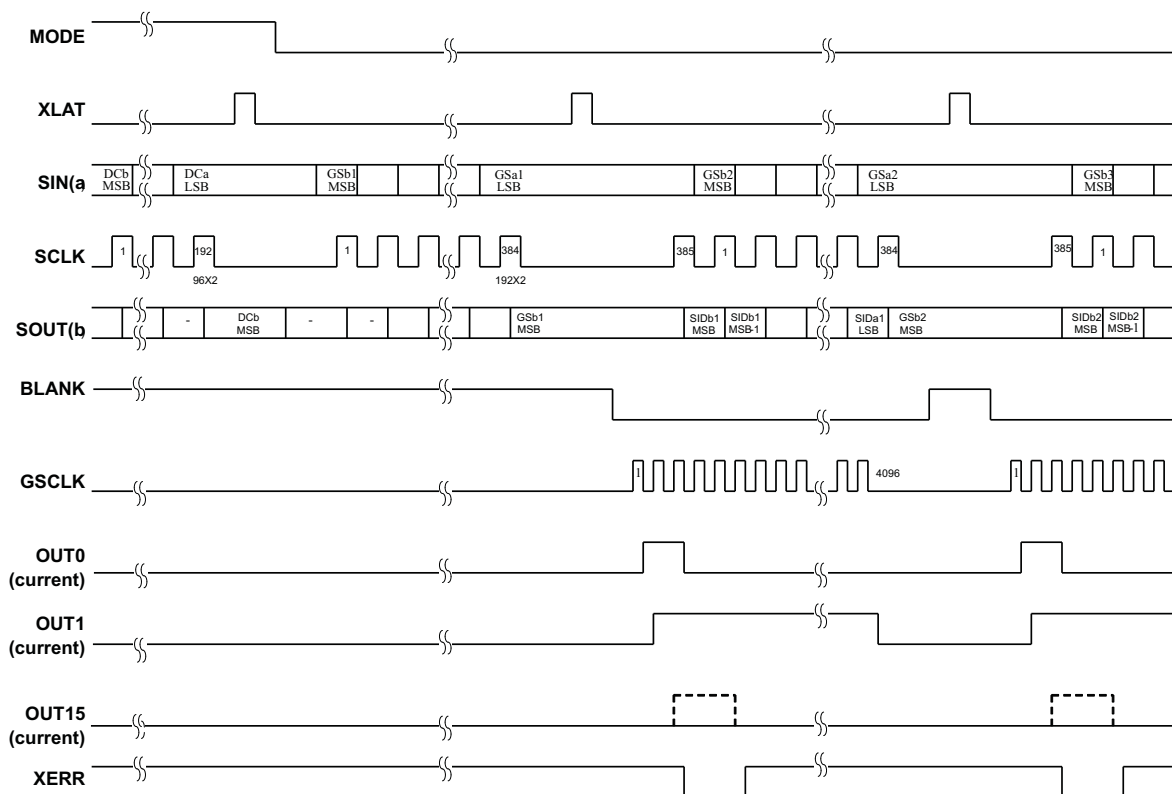 MODE
XLAT
SIN(a
DCb
MSB
DCa
LSB
GSb1
MSB
GSa1
LSB
GSb2
MSB
GSa2
LSB
GSb3
MSB
SCLK
1
192
96X2
1
384
192X2
385
1
384
385
1
SOUT(b
-
DCb
MSB
-
-
GSb1
MSB
SIDb1
MSB
SIDb1
MSB-1
SIDa1
LSB
GSb2
MSB
SIDb2
MSB
SIDb2
MSB-1
BLANK
GSCLK
1
4096
1
OUT0
(current)
OUT1
(current)
OUT15
(current)
XERR